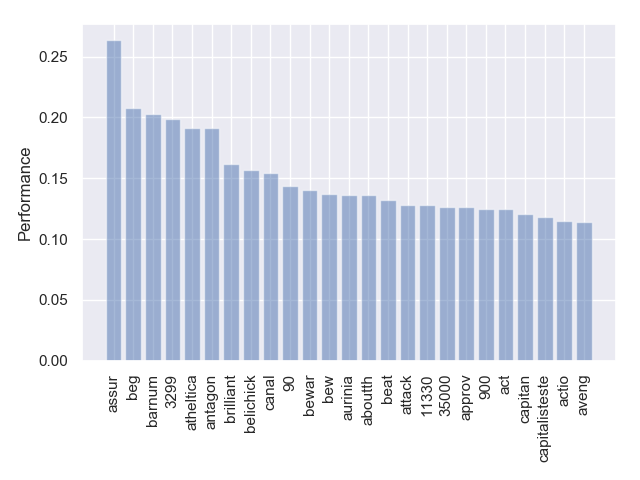 0.25
0.20
0.15
0.10
0.05
0.00
Performance
assur
beg
barnum
3299
atheltica
antagon
brilliant
belichick
canal
90
bewar
bew
aurinia
aboutth
beat
attack
11330
35000
approv
900
act
capitan
capitalisteste
actio
aveng